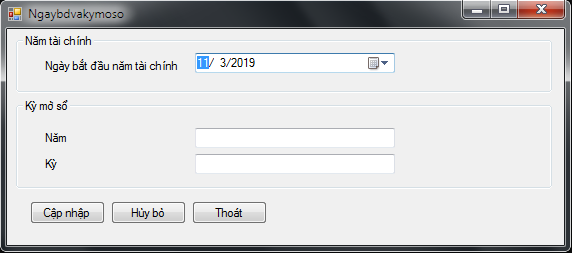 Ngaybdvakymoso
Năm tài chính
Ngày bắt đầu năm tài chính
11/ 3/2019
Kỳ mở sổ
Năm
Kỳ
Cập nhập
Hủy bỏ
Thoát